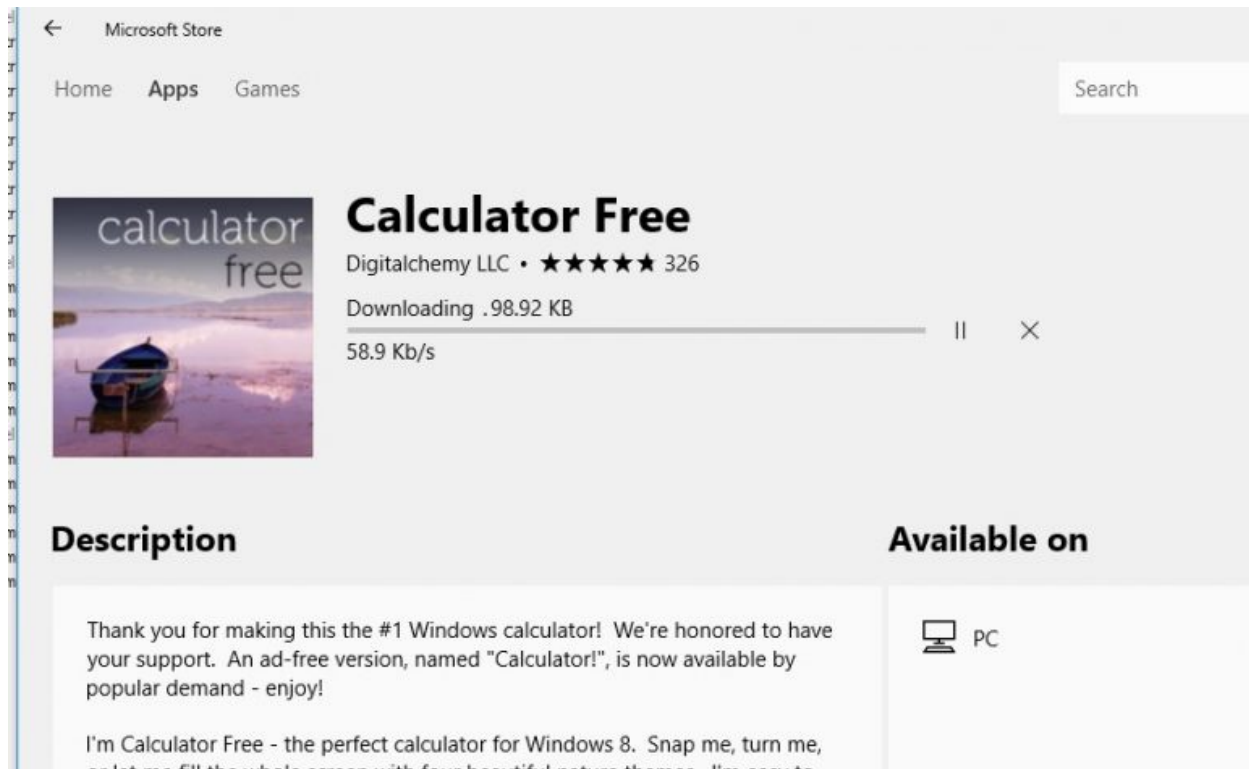 Microsoft Store
Home Apps Games
Search
calculator
free
Calculator Free
Digitalchemy LLC • ★★★★★ 326
Downloading .98.92 KB
58.9 Kb/s
Description
Available on
Thank you for making this the #1 Windows calculator! We're honored to have
your support. An ad-free version, named "Calculator!", is now available by
popular demand - enjoy!
PC
I'm Calculator Free - the perfect calculator for Windows 8. Snap me, turn me,